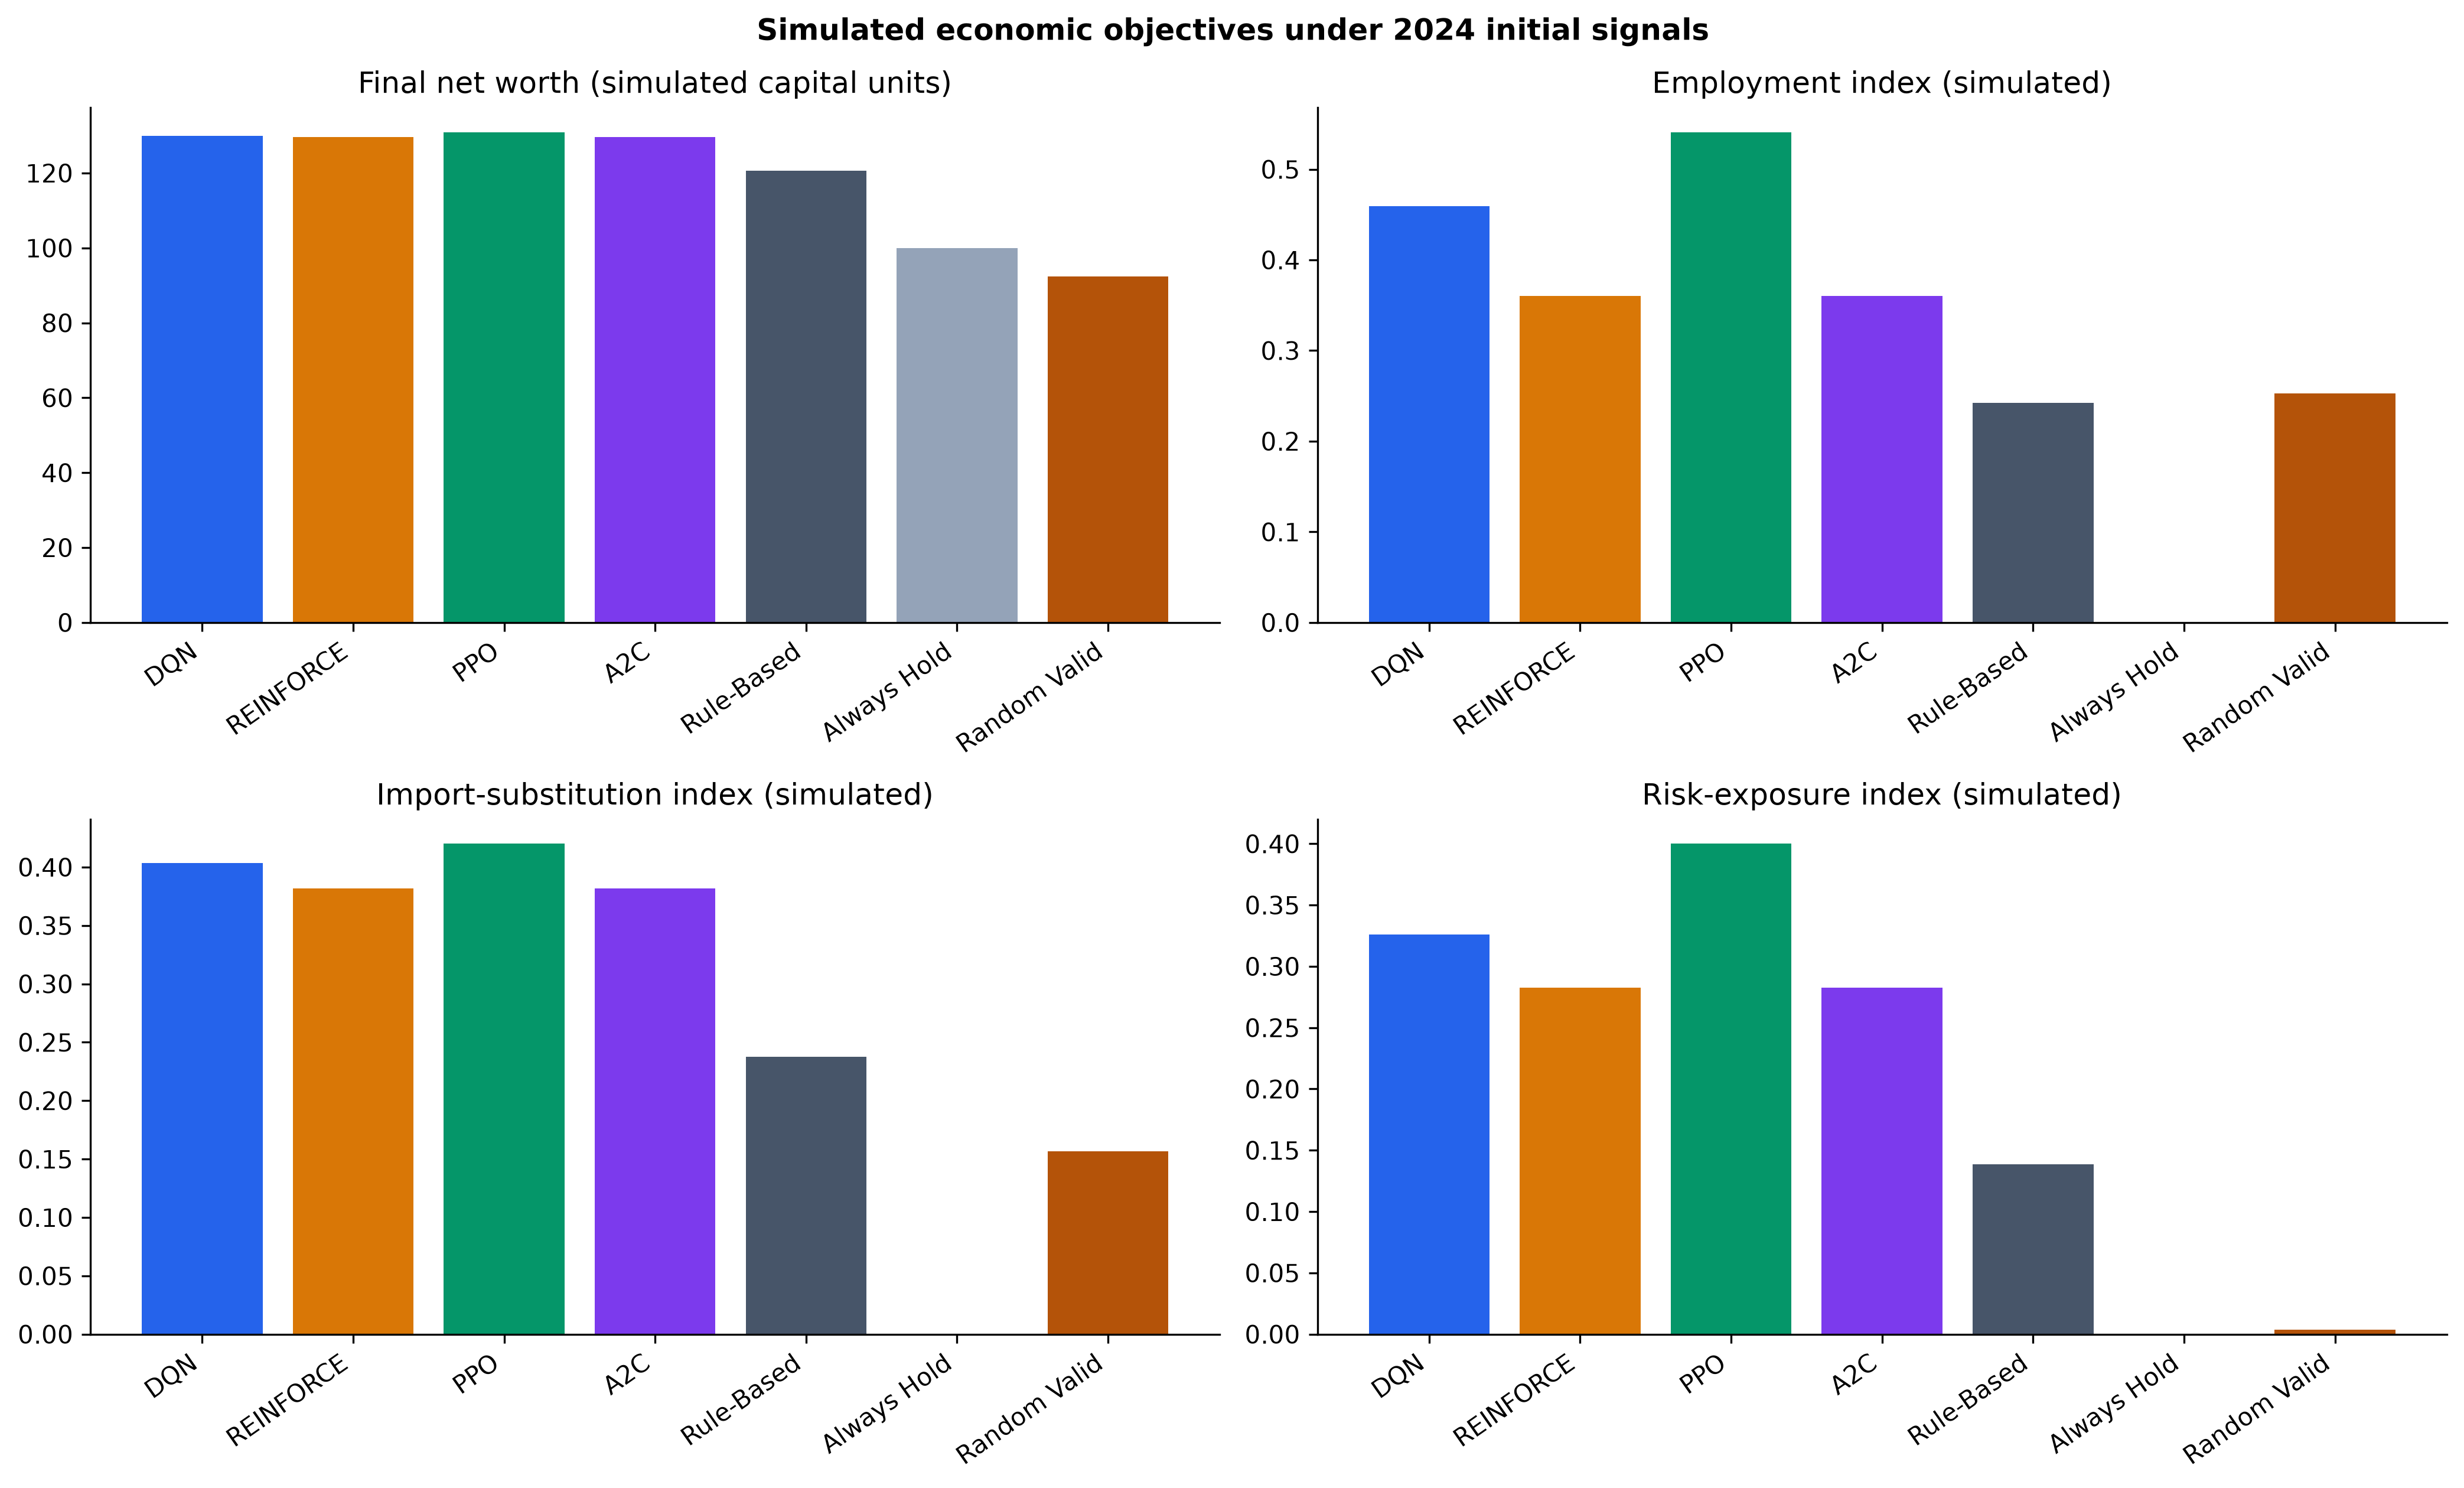 Simulated economic objectives under 2024 initial signals
Final net worth (simulated capital units)
120
100
80
60
40
20
0
DQN
REINFORCE
PPO
A2C
Rule-Based
Always Hold
Random Valid
Employment index (simulated)
0.5
0.4
0.3
0.2
0.1
0.0
DQN
REINFORCE
PPO
A2C
Rule-Based
Always Hold
Random Valid
Import-substitution index (simulated)
0.40
0.35
0.30
0.25
0.20
0.15
0.10
0.05
0.00
DQN
REINFORCE
PPO
A2C
Rule-Based
Always Hold
Random Valid
Risk-exposure index (simulated)
0.40
0.35
0.30
0.25
0.20
0.15
0.10
0.05
0.00
DQN
REINFORCE
PPO
A2C
Rule-Based
Always Hold
Random Valid